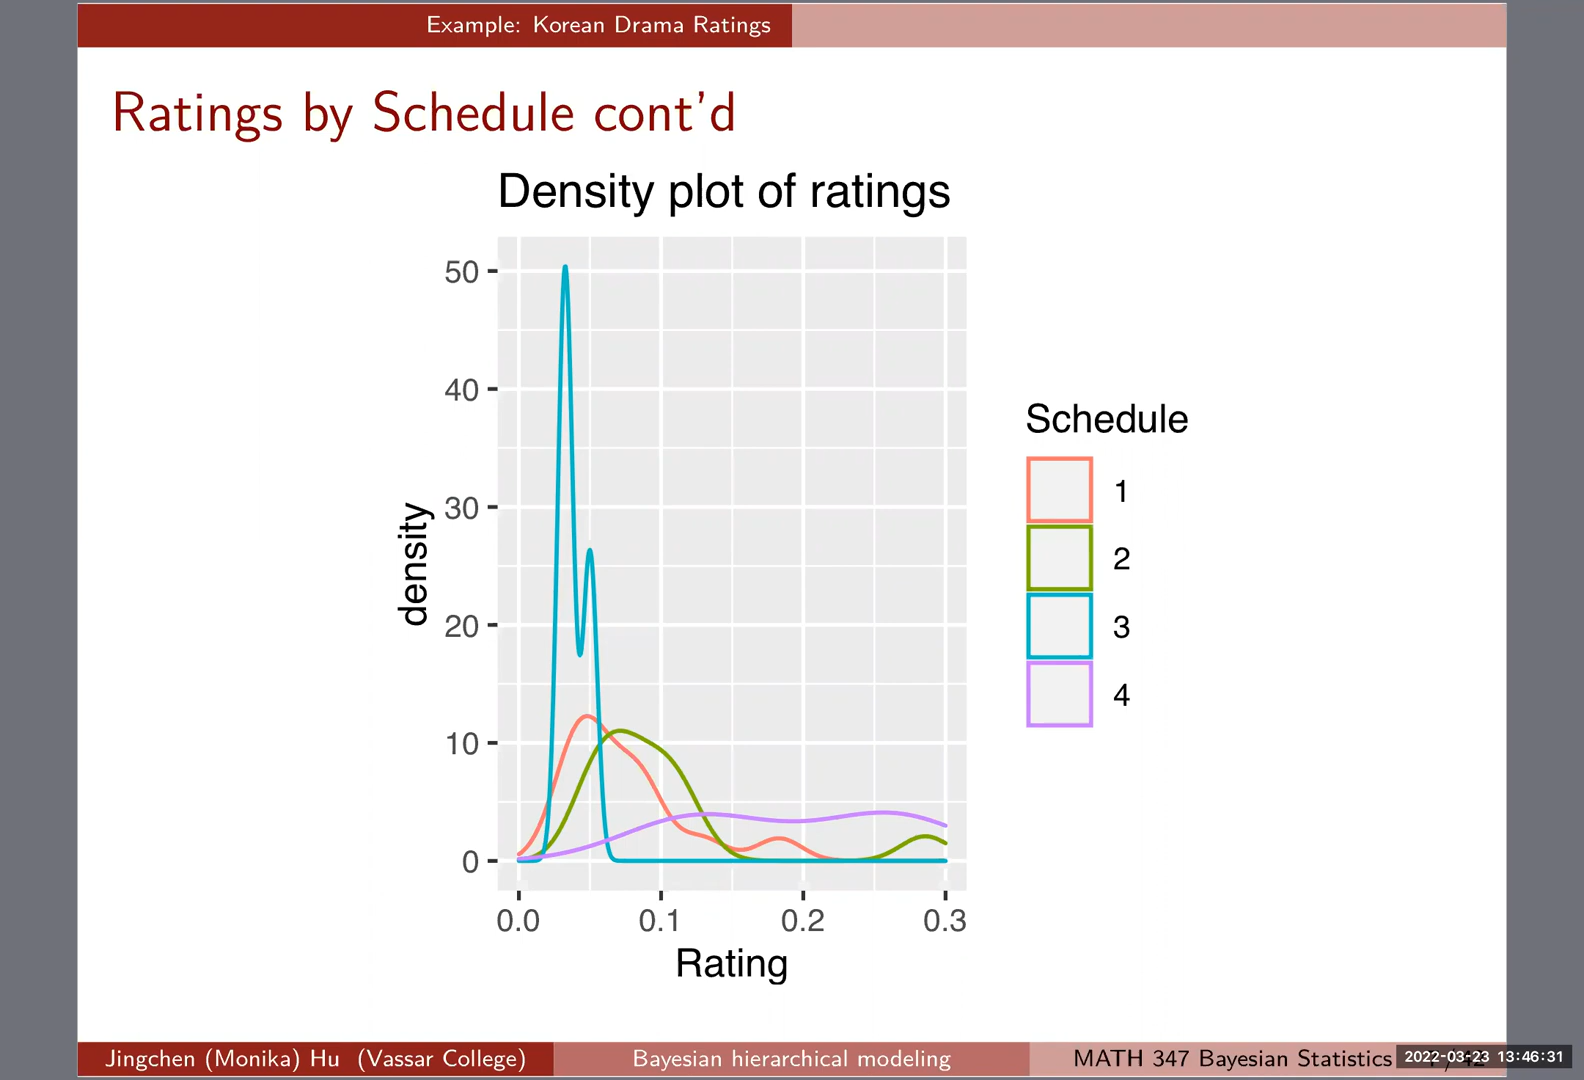 Example: Korean Drama Ratings
Ratings by Schedule cont'd
Density plot of ratings
50
40
30
20
10
0
density
0.0 0.1 0.2 0.3
Rating
Schedule
1
2
3
4
Jingchen (Monika) Hu (Vassar College) Bayesian hierarchical modeling MATH 347 Bayesian Statistics
2022-03-23 13:46:31